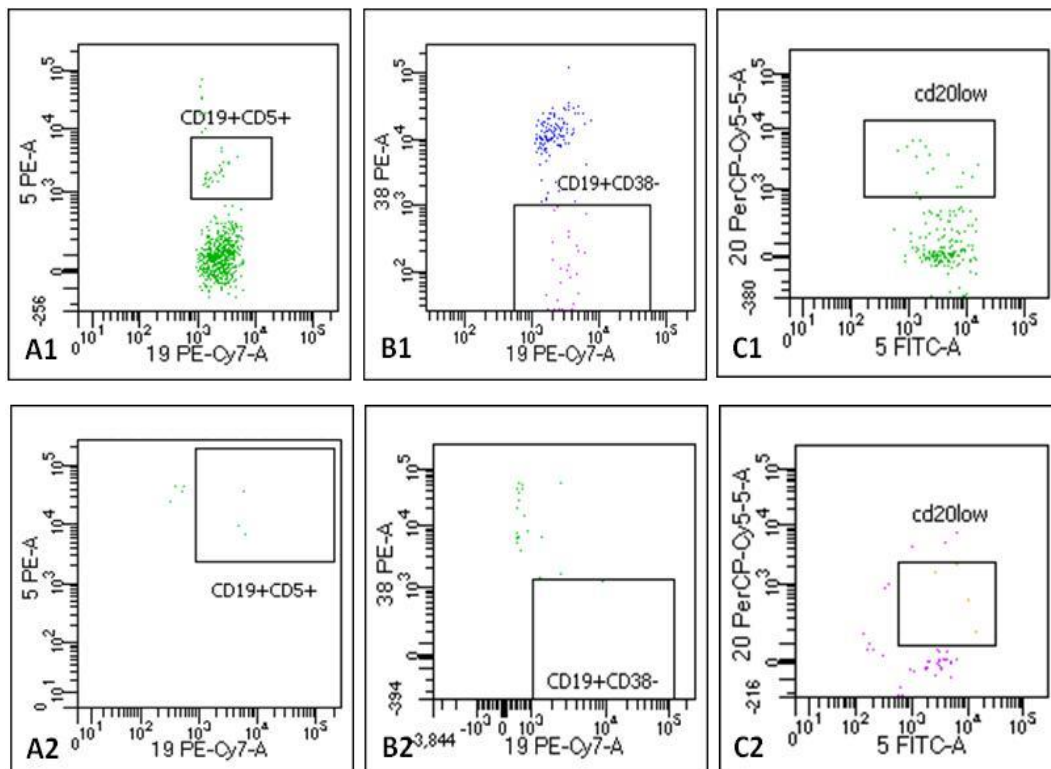 CD19+CD5+
5 PE-A
10^5
10^4
10^3
0
-256
0 10^1 10^2 10^3 10^4 10^5
A1 19 PE-Cy7-A
CD19+CD38-
38 PE-A
10^5
10^4
10^3
10^2
10^2 10^3 10^4 10^5
B1 19 PE-Cy7-A
cd20low
20 PerCP-Cy5-5-A
10^5
10^4
10^3
0
-380
0 10^1 10^2 10^3 10^4 10^5
C1 5 FITC-A
5 PE-A
10^5
10^4
10^3
10^2
10^1
0
CD19+CD5+
0 10^1 10^2 10^3 10^4 10^5
A2 19 PE-Cy7-A
38 PE-A
10^5
10^4
10^3
0
-394
CD19+CD38-
-3,844 -10^3 0 10^3 10^4 10^5
B2 19 PE-Cy7-A
cd20low
20 PerCP-Cy5-5-A
10^5
10^4
10^3
0
-216
0 10^1 10^2 10^3 10^4 10^5
C2 5 FITC-A